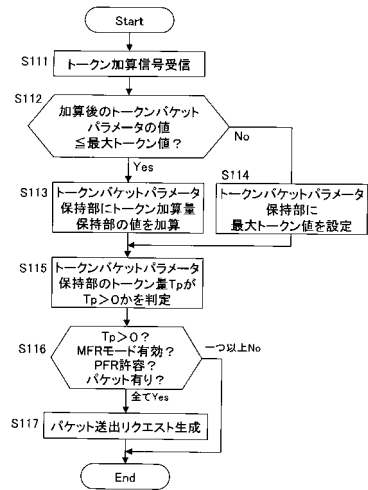 Start
S111
トークン加算信号受信
S112
加算後のトークンバケット
パラメータの値
≦最大トークン値?
No
Yes
S113
トークンバケットパラメータ
保持部にトークン加算量
保持部の値を加算
S114
トークンバケットパラメータ
保持部に
最大トークン値を設定
S115
トークンバケットパラメータ
保持部のトークン量Tpが
Tp>0かを判定
S116
Tp>0?
MFRモード有効?
PFR許容?
パケット有り?
一つ以上No
全てYes
S117
パケット送出リクエスト生成
End